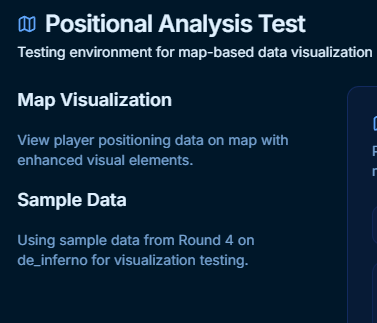 Positional Analysis Test
Testing environment for map-based data visualization
Map Visualization
View player positioning data on map with
enhanced visual elements.
Sample Data
Using sample data from Round 4 on
de_inferno for visualization testing.